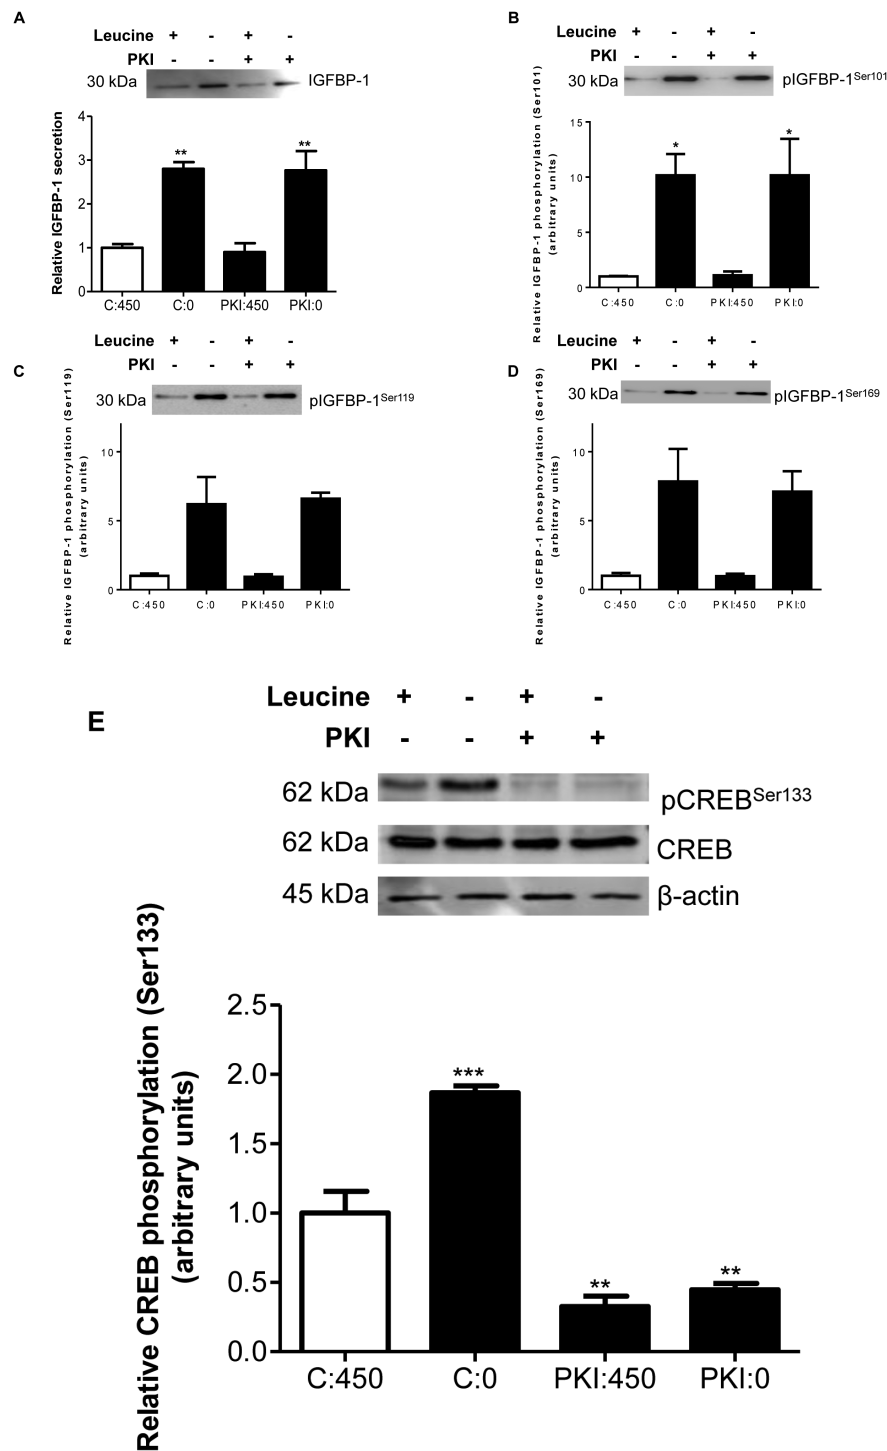 A
Leucine + - + -
PKI - - + +
30 kDa IGFBP-1
Relative IGFBP-1 secretion
4
3
2
1
0
** **
C:450 C:0 PKI:450 PKI:0
B
Leucine + - + -
PKI - - + +
30 kDa pIGFBP-1Ser101
Relative IGFBP-1 phosphorylation (Ser101)
(arbitrary units)
15
10
5
0
* *
C:450 C:0 PKI:450 PKI:0
C
Leucine + - + -
PKI - - + +
30 kDa pIGFBP-1Ser119
Relative IGFBP-1 phosphorylation (Ser119)
(arbitrary units)
10
5
0
C:450 C:0 PKI:450 PKI:0
D
Leucine + - + -
PKI - - + +
30 kDa pIGFBP-1Ser169
Relative IGFBP-1 phosphorylation (Ser169)
(arbitrary units)
10
5
0
C:450 C:0 PKI:450 PKI:0
E
Leucine + - + -
PKI - - + +
62 kDa pCREBSer133
62 kDa CREB
45 kDa β-actin
Relative CREB phosphorylation (Ser133)
(arbitrary units)
2.5
2.0
1.5
1.0
0.5
0.0
*** ** **
C:450 C:0 PKI:450 PKI:0